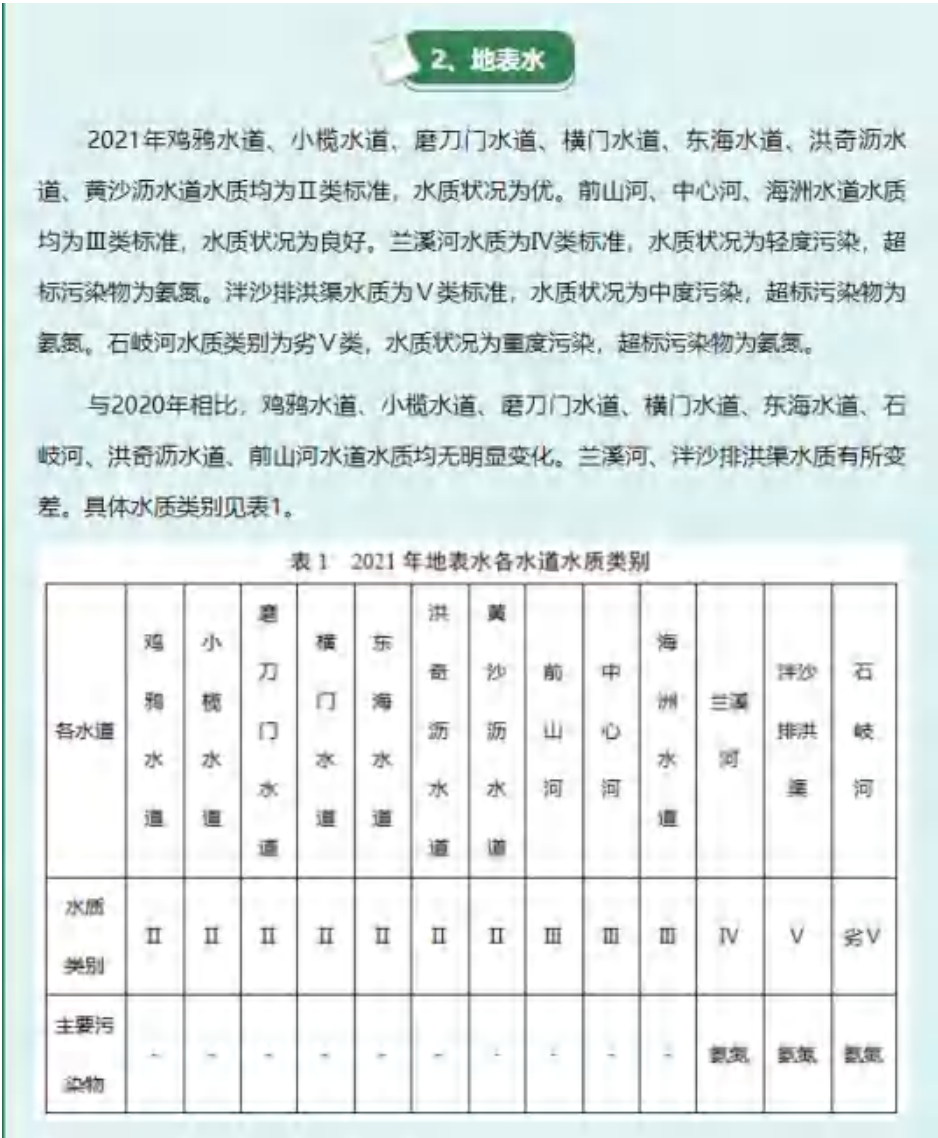 2、地表水
2021年鸡鸦水道、小榄水道、磨刀门水道、横门水道、东海水道、洪奇沥水
道、黄沙沥水道水质均为Ⅱ类标准，水质状况为优。前山河、中心河、海洲水道水质
均为Ⅲ类标准，水质状况为良好。兰溪河水质为Ⅳ类标准，水质状况为轻度污染，超
标污染物为氨氮。泮沙排洪渠水质为Ⅴ类标准，水质状况为中度污染，超标污染物为
氨氮。石岐河水质类别为劣Ⅴ类，水质状况为重度污染，超标污染物为氨氮。
与2020年相比，鸡鸦水道、小榄水道、磨刀门水道、横门水道、东海水道、石
岐河、洪奇沥水道、前山河水道水质均无明显变化。兰溪河、泮沙排洪渠水质有所变
差。具体水质类别见表1。
表 1 2021 年地表水各水道水质类别
各水道 鸡鸦水道 小榄水道 磨刀门水道 横门水道 东海水道 洪奇沥水道 黄沙沥水道 前山河 中心河 海洲水道 兰溪河 泮沙排洪渠 石岐河
水质类别 Ⅱ Ⅱ Ⅱ Ⅱ Ⅱ Ⅱ Ⅱ Ⅲ Ⅲ Ⅲ Ⅳ Ⅴ 劣Ⅴ
主要污染物 - - - - - - - - - - 氨氮 氨氮 氨氮